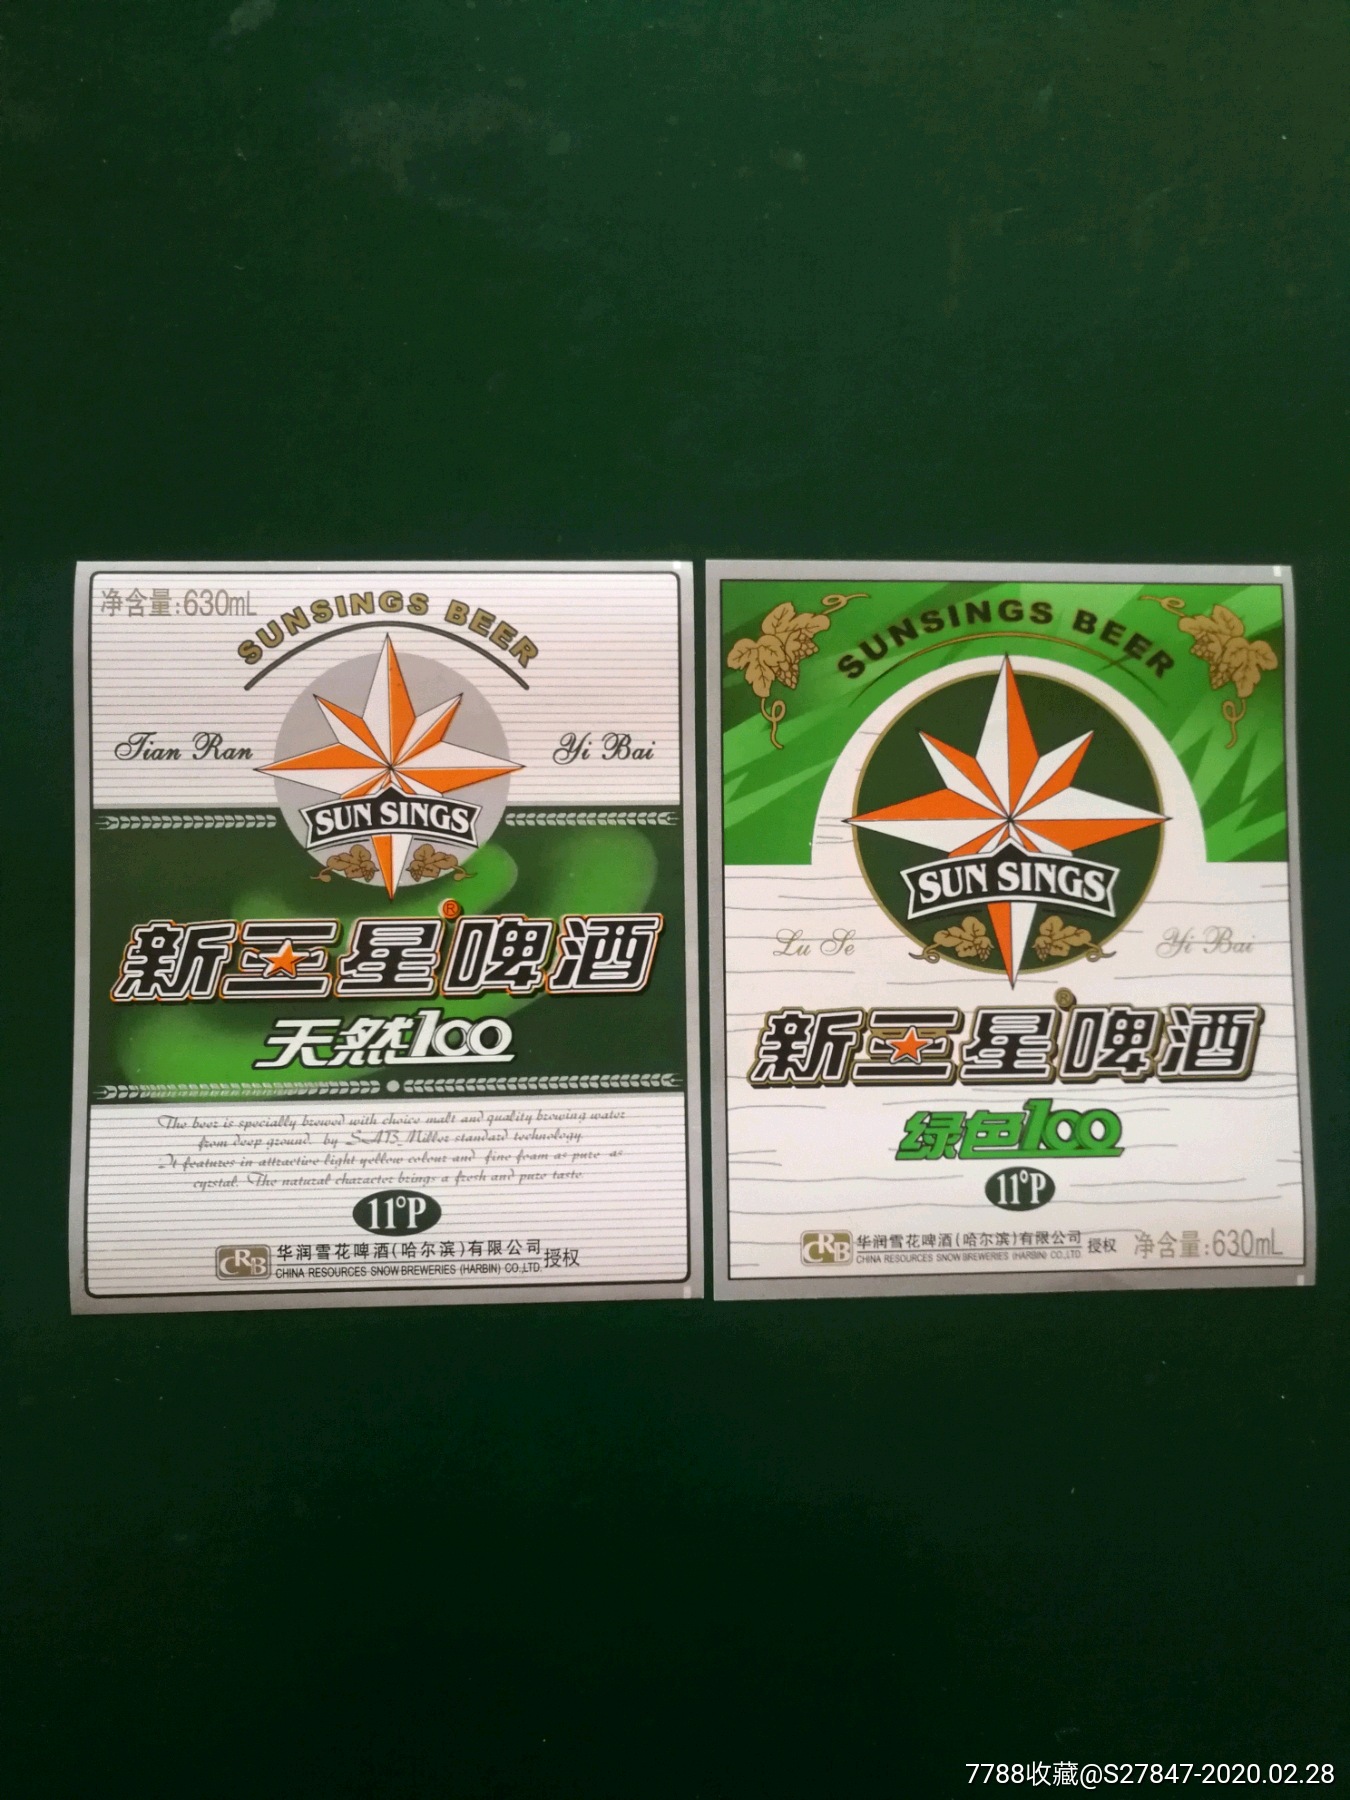 净含量:630mL
SUNSINGS BEER
Tian Ran
Yi Bai
SUN SINGS
新三星啤酒®
天然100
The beer is specially brewed with choice malt and quality brewing water
from deep ground. by SAB Miller standard technology
It features in attractive light yellow colour and fine foam as pure as
cyrstal. The natural character brings a fresh and pure taste
11°P
CRB
华润雪花啤酒(哈尔滨)有限公司授权
CHINA RESOURCES SNOW BREWERIES (HARBIN) CO.,LTD.
SUNSINGS BEER
SUN SINGS
Lu Se
Yi Bai
新三星啤酒®
绿色100
11°P
CRB
华润雪花啤酒(哈尔滨)有限公司授权
CHINA RESOURCES SNOW BREWERIES (HARBIN) CO.,LTD
净含量:630mL
7788收藏@S27847-2020.02.28